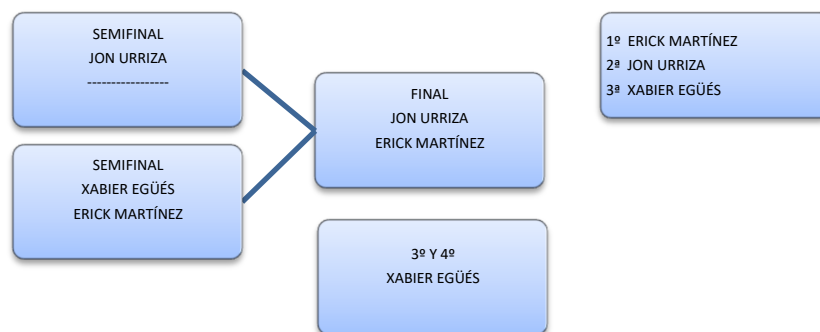 SEMIFINAL
JON URRIZA
-----------------
SEMIFINAL
XABIER EGÜÉS
ERICK MARTÍNEZ
FINAL
JON URRIZA
ERICK MARTÍNEZ
3º Y 4º
XABIER EGÜÉS
1º ERICK MARTÍNEZ
2ª JON URRIZA
3ª XABIER EGÜÉS